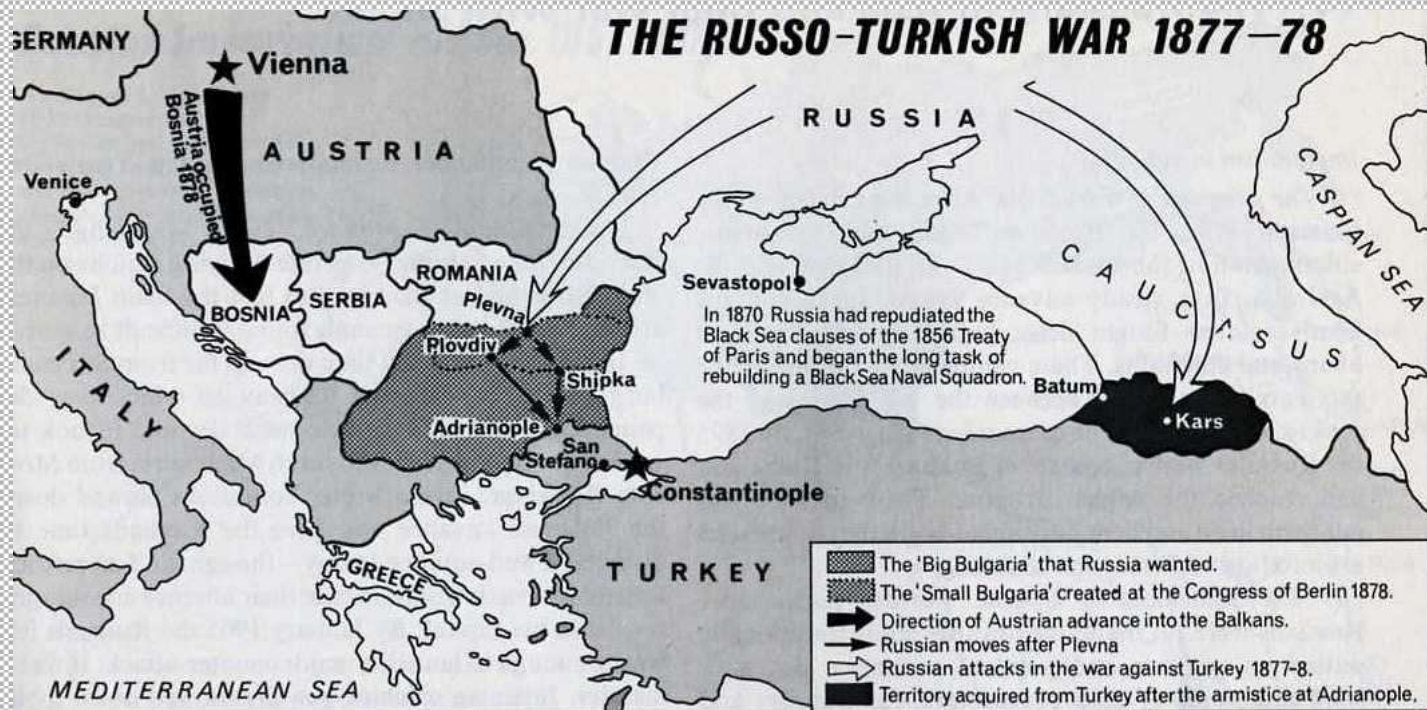 THE RUSSO-TURKISH WAR 1877-78
GERMANY
Vienna
Austria occupied
Bosnia 1878
AUSTRIA
RUSSIA
Venice
CASPIAN SEA
CAUCASUS
ROMANIA
Plevna
SERBIA
BOSNIA
Sevastopol
In 1870 Russia had repudiated the
Black Sea clauses of the 1856 Treaty
of Paris and began the long task of
rebuilding a Black Sea Naval Squadron.
Plovdiv
Shipka
Batum
Kars
ITALY
Adrianople
San
Stefano
Constantinople
GREECE
TURKEY
MEDITERRANEAN SEA
The 'Big Bulgaria' that Russia wanted.
The 'Small Bulgaria' created at the Congress of Berlin 1878.
Direction of Austrian advance into the Balkans.
Russian moves after Plevna
Russian attacks in the war against Turkey 1877-8.
Territory acquired from Turkey after the armistice at Adrianople.